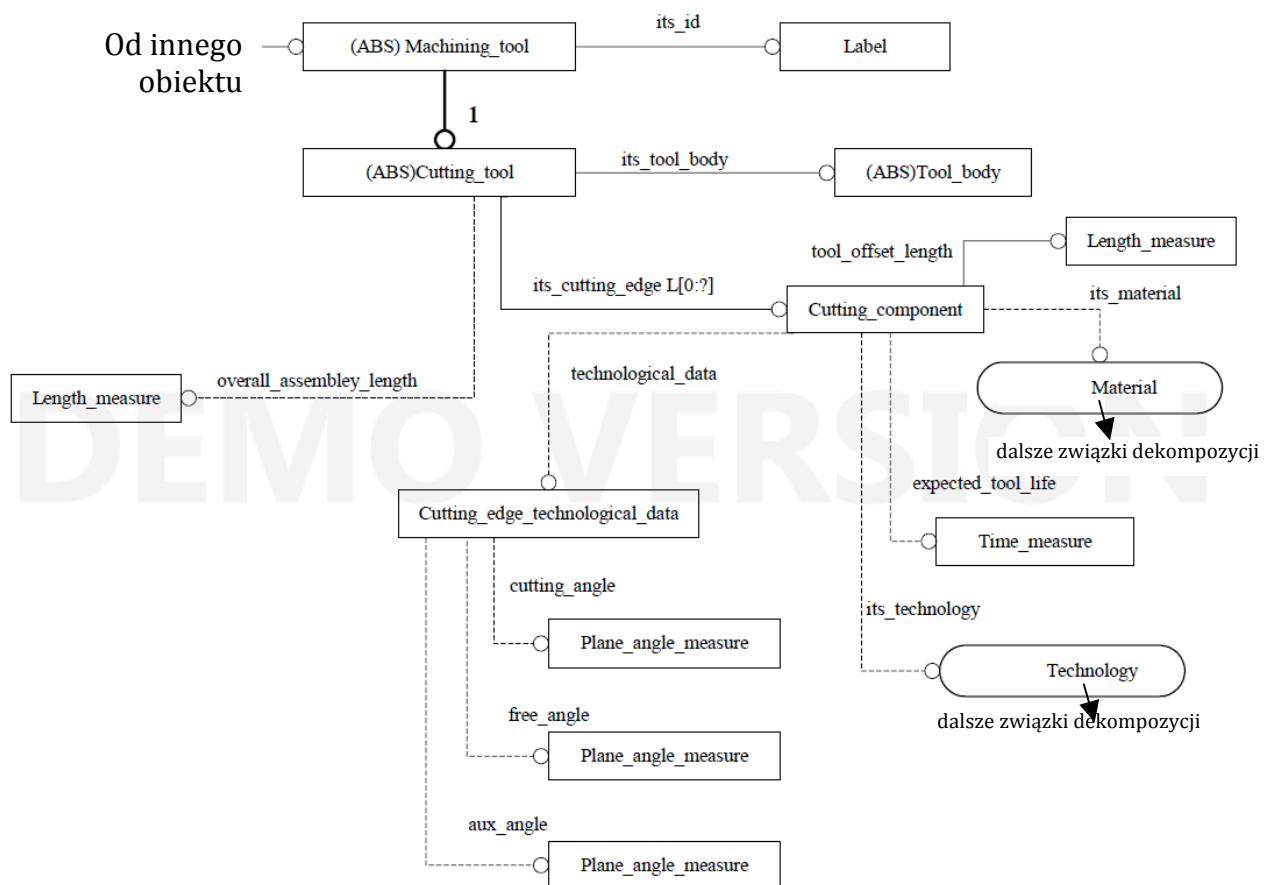 Od innego
obiektu
(ABS) Machining_tool
its_id
Label
1
(ABS)Cutting_tool
its_tool_body
(ABS)Tool_body
tool_offset_length
Length_measure
its_cutting_edge L[0:?]
Cutting_component
its_material
technological_data
Length_measure
overall_assembley_length
Material
dalsze związki dekompozycji
DEMO VERSION
expected_tool_life
Cutting_edge_technological_data
Time_measure
cutting_angle
its_technology
Plane_angle_measure
Technology
dalsze związki dekompozycji
free_angle
Plane_angle_measure
aux_angle
Plane_angle_measure